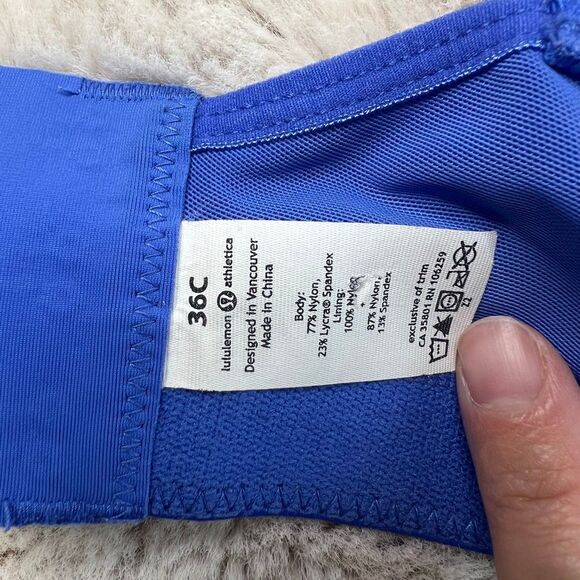 36C
lululemon athletica
Designed in Vancouver
Made in China
Body:
77% Nylon,
23% Lycra® Spandex
Lining:
100% Nylon
+
87% Nylon,
13% Spandex
exclusive of trim
CA 35801 RN 106259
22